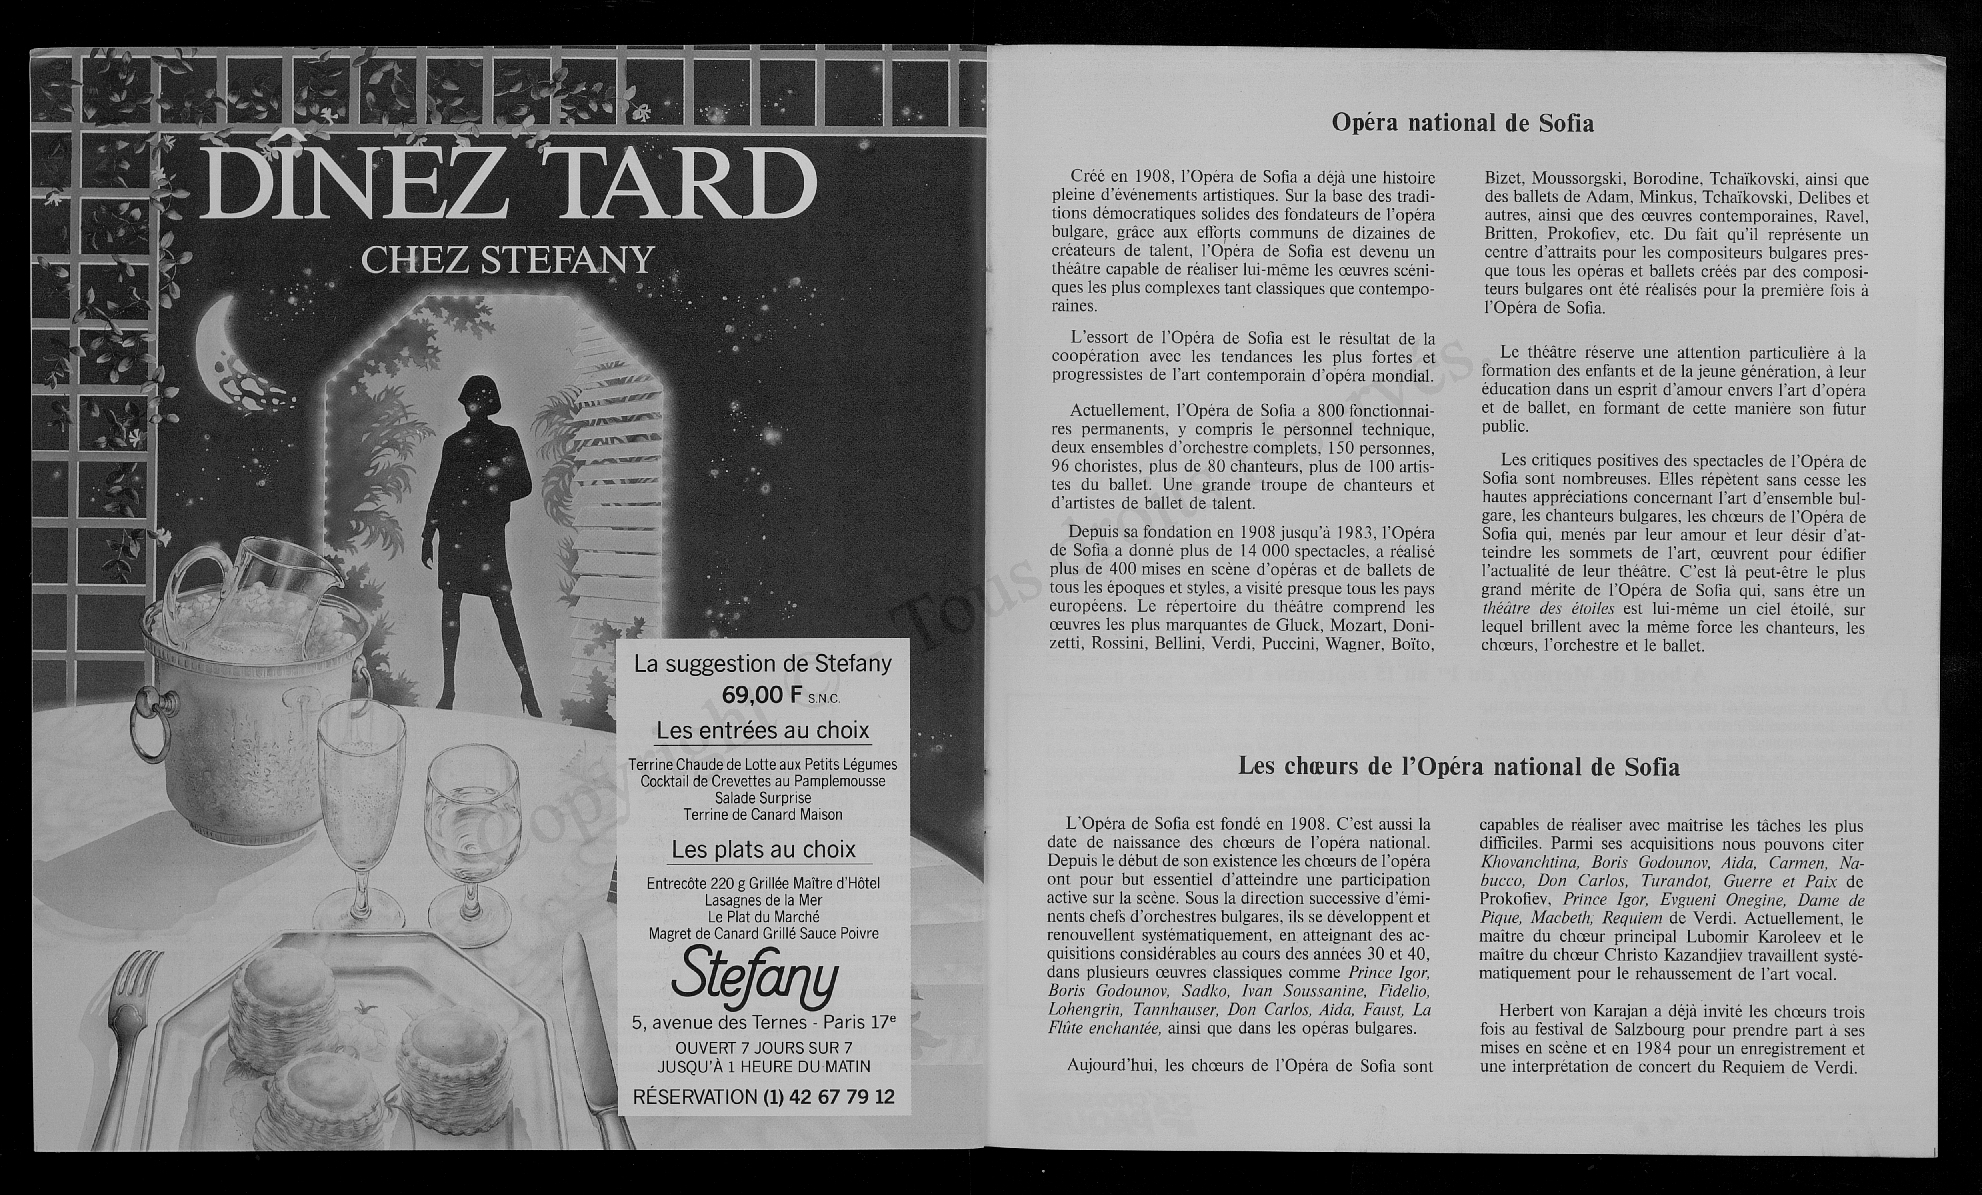 DÎNEZ TARD
CHEZ STEFANY
La suggestion de Stefany
69,00 F S.N.C.
Les entrées au choix
Terrine Chaude de Lotte aux Petits Légumes
Cocktail de Crevettes au Pamplemousse
Salade Surprise
Terrine de Canard Maison
Les plats au choix
Entrecôte 220 g Grillée Maître d'Hôtel
Lasagnes de la Mer
Le Plat du Marché
Magret de Canard Grillé Sauce Poivre
Stefany
5, avenue des Ternes - Paris 17e
OUVERT 7 JOURS SUR 7
JUSQU'À 1 HEURE DU MATIN
RÉSERVATION (1) 42 67 79 12
Opéra national de Sofia
Créé en 1908, l'Opéra de Sofia a déjà une histoire
pleine d'événements artistiques. Sur la base des tradi-
tions démocratiques solides des fondateurs de l'opéra
bulgare, grâce aux efforts communs de dizaines de
créateurs de talent, l'Opéra de Sofia est devenu un
théâtre capable de réaliser lui-même les œuvres scéni-
ques les plus complexes tant classiques que contempo-
raines.
L'essort de l'Opéra de Sofia est le résultat de la
coopération avec les tendances les plus fortes et
progressistes de l'art contemporain d'opéra mondial.
Actuellement, l'Opéra de Sofia a 800 fonctionnai-
res permanents, y compris le personnel technique,
deux ensembles d'orchestre complets, 150 personnes,
96 choristes, plus de 80 chanteurs, plus de 100 artis-
tes du ballet. Une grande troupe de chanteurs et
d'artistes de ballet de talent.
Depuis sa fondation en 1908 jusqu'à 1983, l'Opéra
de Sofia a donné plus de 14 000 spectacles, a réalisé
plus de 400 mises en scène d'opéras et de ballets de
tous les époques et styles, a visité presque tous les pays
européens. Le répertoire du théâtre comprend les
œuvres les plus marquantes de Gluck, Mozart, Doni-
zetti, Rossini, Bellini, Verdi, Puccini, Wagner, Boïto,
Bizet, Moussorgski, Borodine, Tchaïkovski, ainsi que
des ballets de Adam, Minkus, Tchaïkovski, Delibes et
autres, ainsi que des œuvres contemporaines, Ravel,
Britten, Prokofiev, etc. Du fait qu'il représente un
centre d'attraits pour les compositeurs bulgares pres-
que tous les opéras et ballets créés par des composi-
teurs bulgares ont été réalisés pour la première fois à
l'Opéra de Sofia.
Le théâtre réserve une attention particulière à la
formation des enfants et de la jeune génération, à leur
éducation dans un esprit d'amour envers l'art d'opéra
et de ballet, en formant de cette manière son futur
public.
Les critiques positives des spectacles de l'Opéra de
Sofia sont nombreuses. Elles répètent sans cesse les
hautes appréciations concernant l'art d'ensemble bul-
gare, les chanteurs bulgares, les chœurs de l'Opéra de
Sofia qui, menés par leur amour et leur désir d'at-
teindre les sommets de l'art, œuvrent pour édifier
l'actualité de leur théâtre. C'est là peut-être le plus
grand mérite de l'Opéra de Sofia qui, sans être un
théâtre des étoiles est lui-même un ciel étoilé, sur
lequel brillent avec la même force les chanteurs, les
chœurs, l'orchestre et le ballet.
Les chœurs de l'Opéra national de Sofia
L'Opéra de Sofia est fondé en 1908. C'est aussi la
date de naissance des chœurs de l'opéra national.
Depuis le début de son existence les chœurs de l'opéra
ont pour but essentiel d'atteindre une participation
active sur la scène. Sous la direction successive d'émi-
nents chefs d'orchestres bulgares, ils se développent et
renouvellent systématiquement, en atteignant des ac-
quisitions considérables au cours des années 30 et 40,
dans plusieurs œuvres classiques comme Prince Igor,
Boris Godounov, Sadko, Ivan Soussanine, Fidelio,
Lohengrin, Tannhauser, Don Carlos, Aida, Faust, La
Flûte enchantée, ainsi que dans les opéras bulgares.
Aujourd'hui, les chœurs de l'Opéra de Sofia sont
capables de réaliser avec maîtrise les tâches les plus
difficiles. Parmi ses acquisitions nous pouvons citer
Khovanchtina, Boris Godounov, Aida, Carmen, Na-
bucco, Don Carlos, Turandot, Guerre et Paix de
Prokofiev, Prince Igor, Evgueni Onegine, Dame de
Pique, Macbeth, Requiem de Verdi. Actuellement, le
maître du chœur principal Lubomir Karoleev et le
maître du chœur Christo Kazandjiev travaillent systé-
matiquement pour le rehaussement de l'art vocal.
Herbert von Karajan a déjà invité les chœurs trois
fois au festival de Salzbourg pour prendre part à ses
mises en scène et en 1984 pour un enregistrement et
une interprétation de concert du Requiem de Verdi.